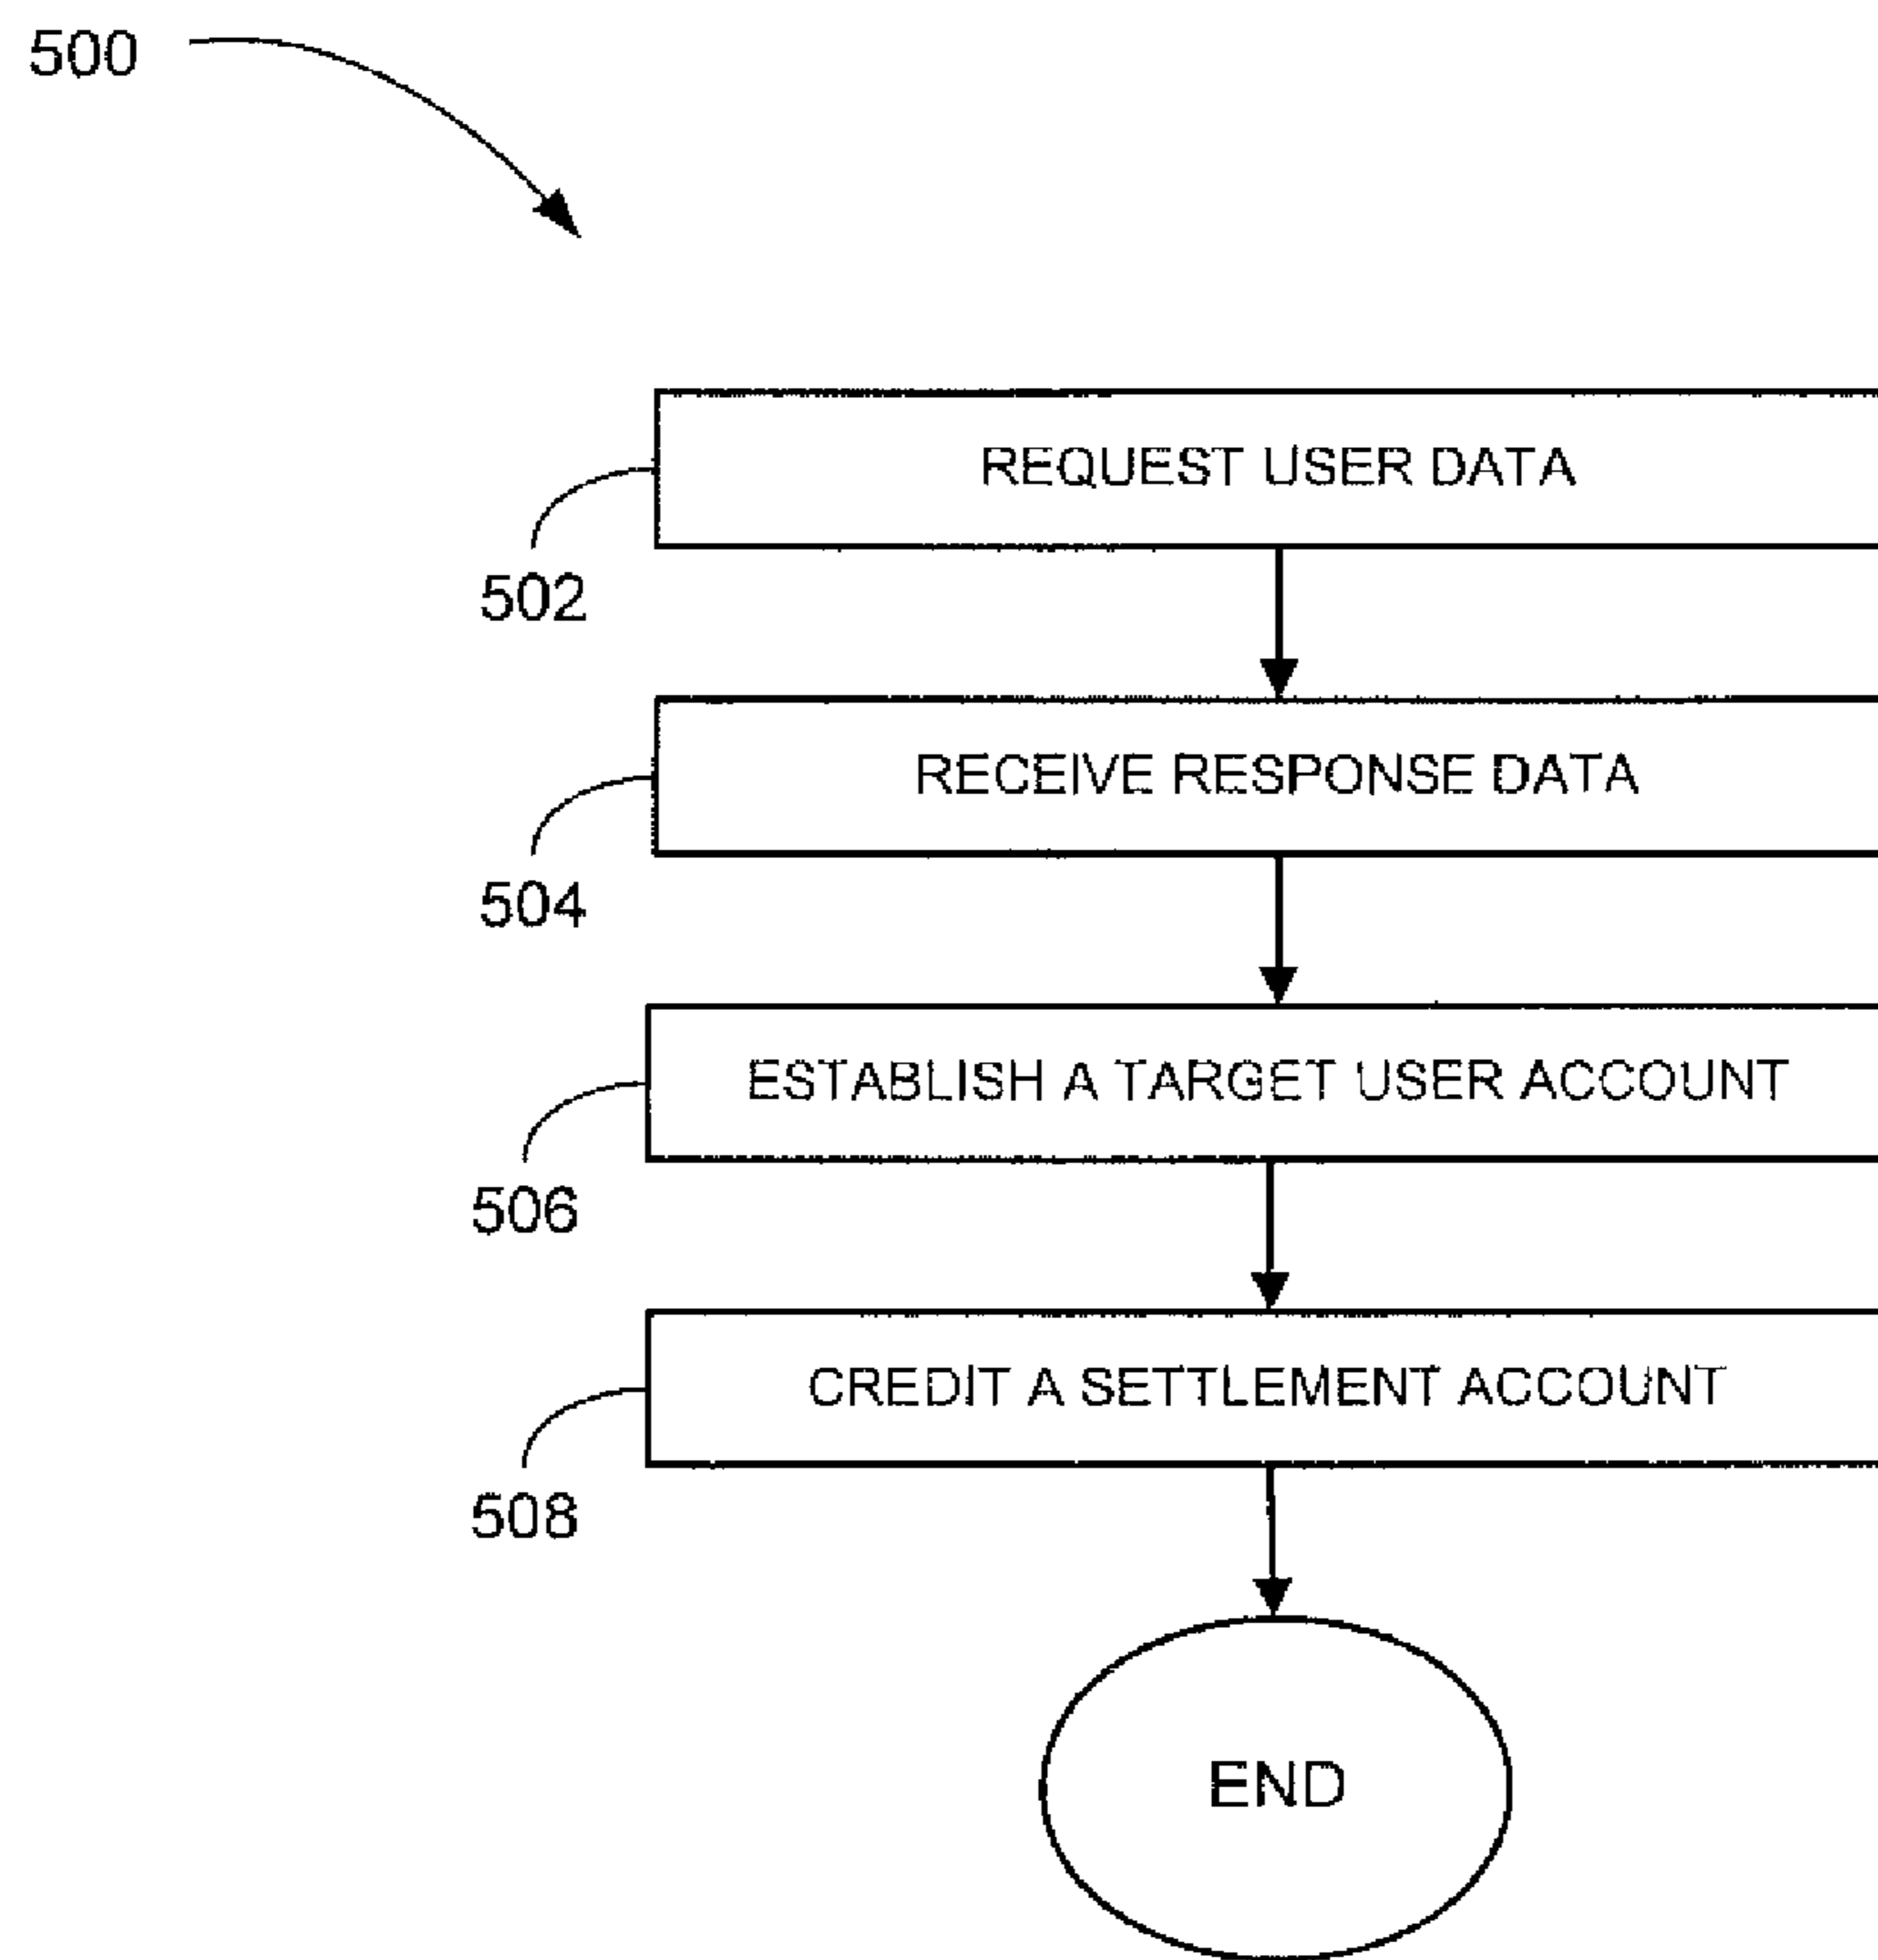 500
REQUEST USER DATA
502
RECEIVE RESPONSE DATA
504
ESTABLISH A TARGET USER ACCOUNT
506
CREDIT A SETTLEMENT ACCOUNT
508
END